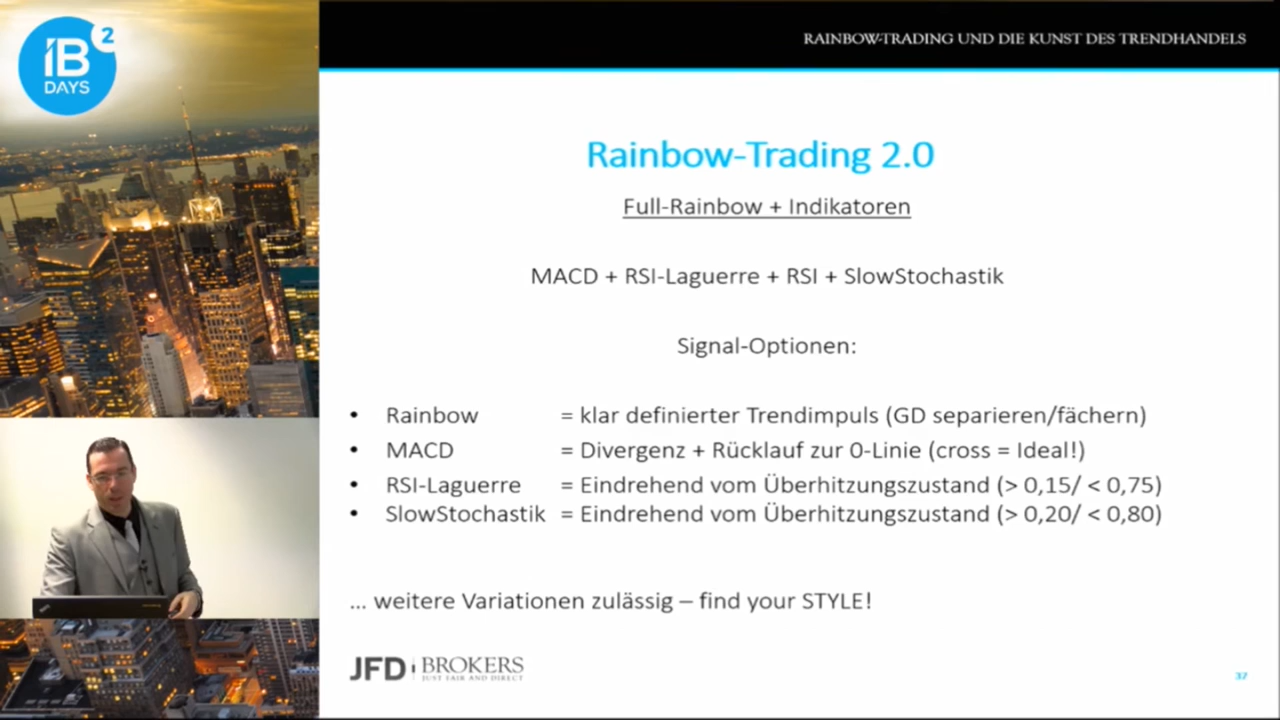 iB
2
DAYS
RAINBOW-TRADING UND DIE KUNST DES TRENDHANDELS
Rainbow-Trading 2.0
Full-Rainbow + Indikatoren
MACD + RSI-Laguerre + RSI + SlowStochastik
Signal-Optionen:
• Rainbow = klar definierter Trendimpuls (GD separieren/fächern)
• MACD = Divergenz + Rücklauf zur 0-Linie (cross = Ideal!)
• RSI-Laguerre = Eindrehend vom Überhitzungszustand (> 0,15/ < 0,75)
• SlowStochastik = Eindrehend vom Überhitzungszustand (> 0,20/ < 0,80)
... weitere Variationen zulässig – find your STYLE!
JFD BROKERS
JUST FAIR AND DIRECT
37